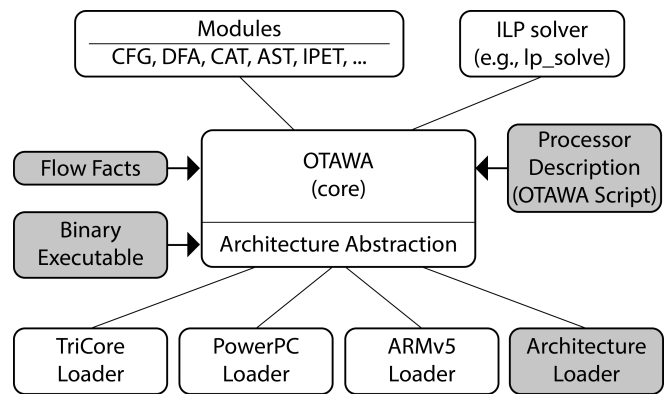 Modules
CFG, DFA, CAT, AST, IPET, ...
ILP solver
(e.g., lp_solve)
OTAWA
(core)
Architecture Abstraction
Flow Facts
Binary
Executable
Processor
Description
(OTAWA Script)
TriCore
Loader
PowerPC
Loader
ARMv5
Loader
Architecture
Loader